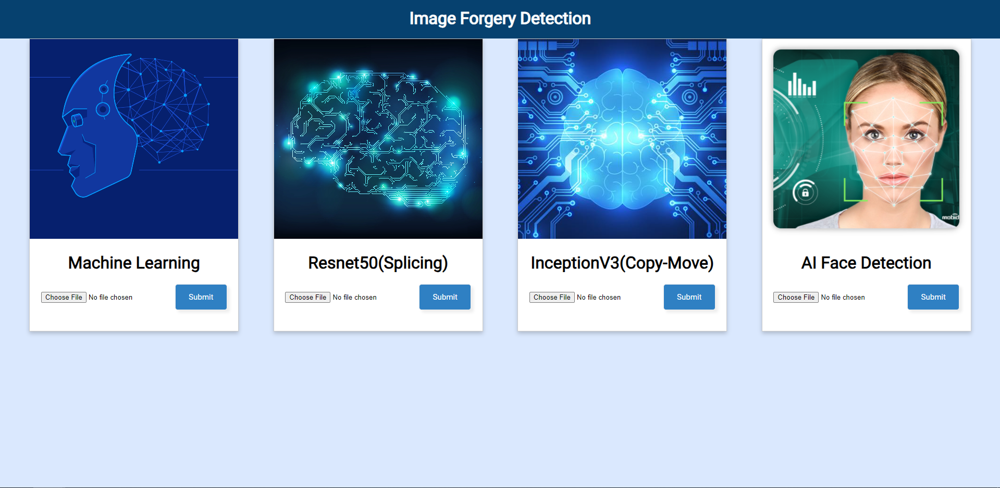 Image Forgery Detection
mobid
Machine Learning
Resnet50(Splicing)
InceptionV3(Copy-Move)
AI Face Detection
Choose File No file chosen
Submit
Choose File No file chosen
Submit
Choose File No file chosen
Submit
Choose File No file chosen
Submit